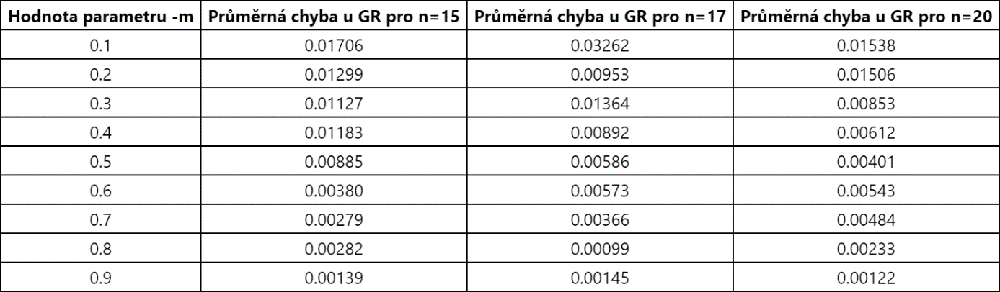 Hodnota parametru -m Průměrná chyba u GR pro n=15 Průměrná chyba u GR pro n=17 Průměrná chyba u GR pro n=20
0.1 0.01706 0.03262 0.01538
0.2 0.01299 0.00953 0.01506
0.3 0.01127 0.01364 0.00853
0.4 0.01183 0.00892 0.00612
0.5 0.00885 0.00586 0.00401
0.6 0.00380 0.00573 0.00543
0.7 0.00279 0.00366 0.00484
0.8 0.00282 0.00099 0.00233
0.9 0.00139 0.00145 0.00122